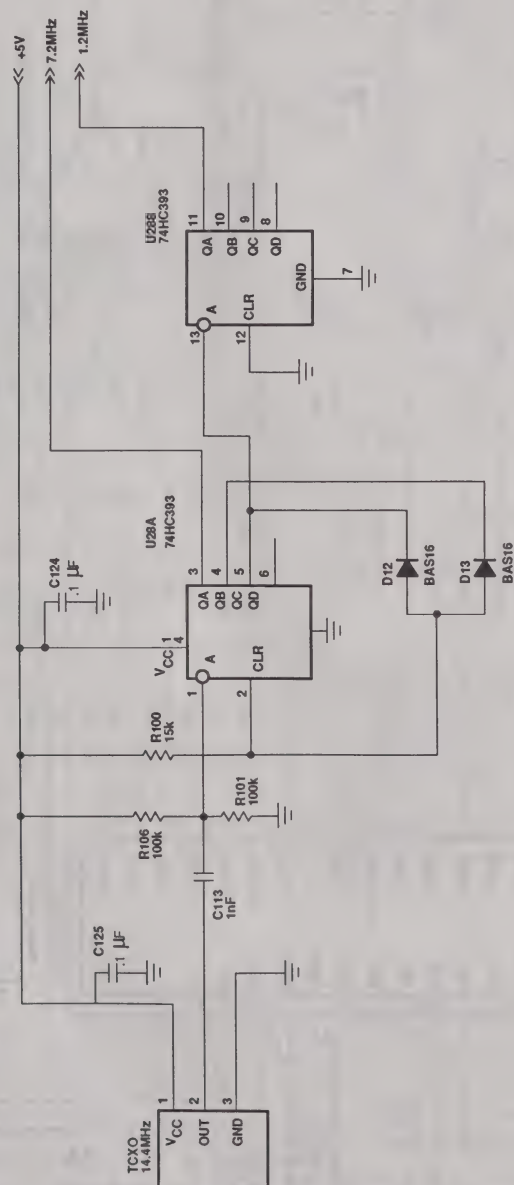 +5V
7.2MHz
1.2MHz
TCXO
14.4MHz
VCC
1
OUT
2
GND
3
C125
.1 µF
C113
1nF
R106
100k
R101
100k
R100
15k
C124
.1 µF
U28A
74HC393
VCC
1
4
1
A
2
CLR
QA
3
QB
4
QC
5
QD
6
D12
BAS16
D13
BAS16
U28B
74HC393
13
A
12
CLR
QA
11
QB
10
QC
9
QD
8
GND
7